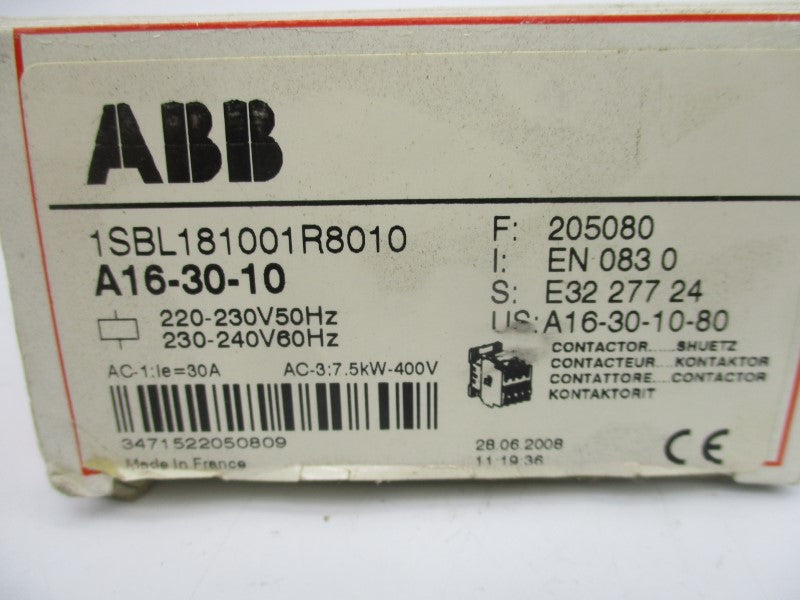 ABB
1SBL181001R8010
A16-30-10
220-230V50Hz
230-240V60Hz
AC-1:Ie=30A AC-3:7.5kW-400V
3471522050809
Made in France
F: 205080
I: EN 083 0
S: E32 277 24
US: A16-30-10-80
CONTACTOR.....SHUETZ
CONTACTEUR...KONTAKTOR
CONTATTORE....CONTACTOR
KONTAKTORIT
28.06.2008
11:19:36
CE